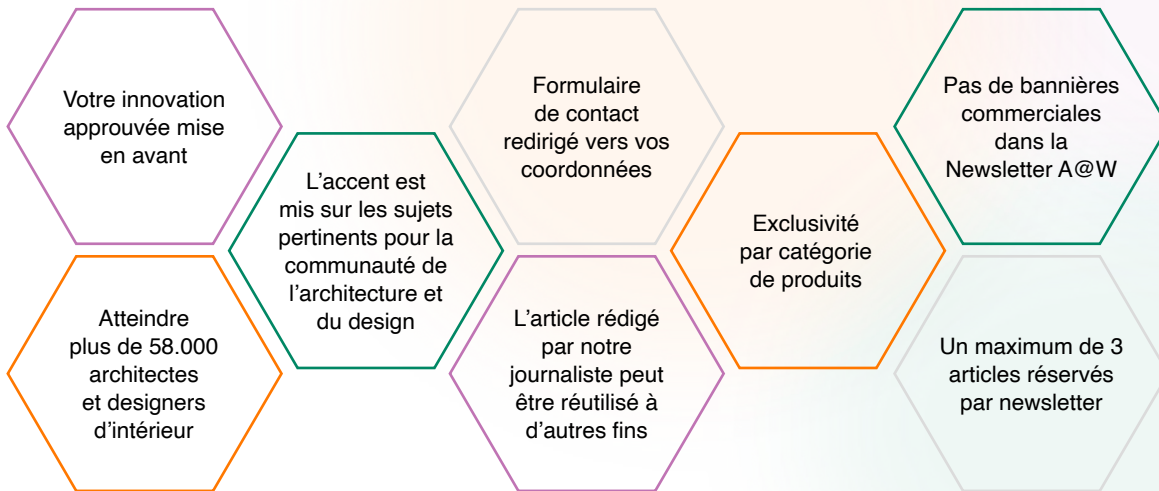 Votre innovation
approuvée mise
en avant
Atteindre
plus de 58.000
architectes
et designers
d’intérieur
L’accent est
mis sur les sujets
pertinents pour la
communauté de
l’architecture et
du design
Formulaire
de contact
redirigé vers vos
coordonnées
L’article rédigé
par notre
journaliste peut
être réutilisé à
d’autres fins
Exclusivité
par catégorie
de produits
Pas de bannières
commerciales
dans la
Newsletter A@W
Un maximum de 3
articles réservés
par newsletter